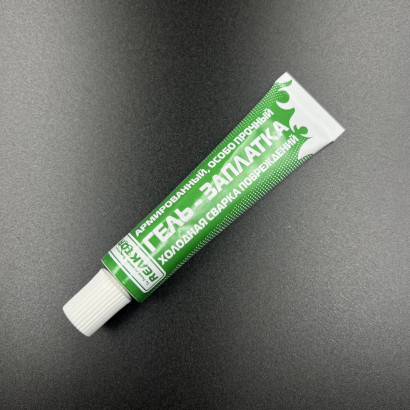 АРМИРОВАННЫЙ, ОСОБО ПРОЧНЫЙ
ГЕЛЬ - ЗАПЛАТКА
ХОЛОДНАЯ СВАРКА ПОВРЕЖДЕНИЙ